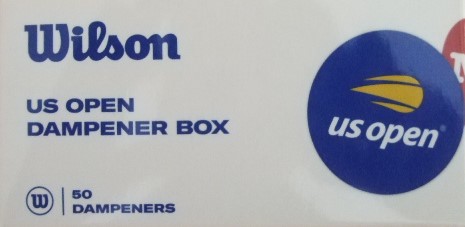 Wilson
US OPEN
DAMPENER BOX
us open®
W
50
DAMPENERS